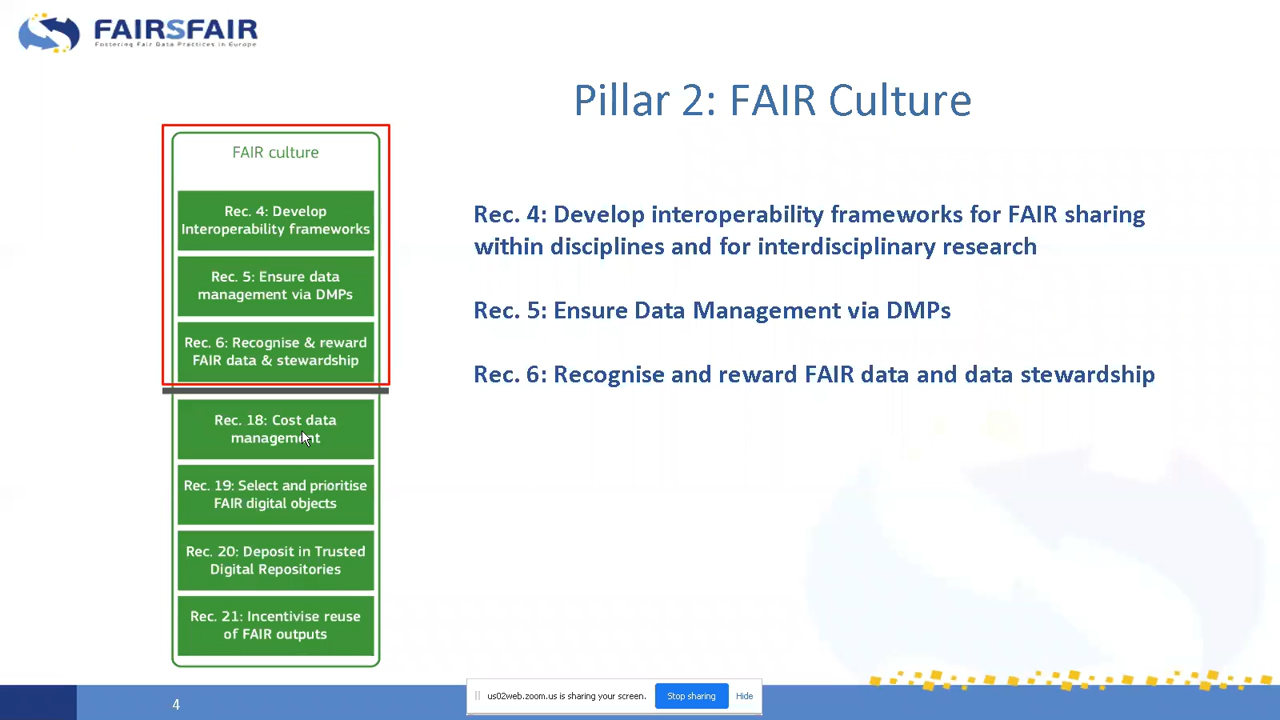 FAIRSFAIR
Fostering Fair Data Practices in Europe
Pillar 2: FAIR Culture
FAIR culture
Rec. 4: Develop
Interoperability frameworks
Rec. 5: Ensure data
management via DMPs
Rec. 6: Recognise & reward
FAIR data & stewardship
Rec. 18: Cost data
management
Rec. 19: Select and prioritise
FAIR digital objects
Rec. 20: Deposit in Trusted
Digital Repositories
Rec. 21: Incentivise reuse
of FAIR outputs
Rec. 4: Develop interoperability frameworks for FAIR sharing
within disciplines and for interdisciplinary research
Rec. 5: Ensure Data Management via DMPs
Rec. 6: Recognise and reward FAIR data and data stewardship
4
us02web.zoom.us is sharing your screen.
Stop sharing
Hide